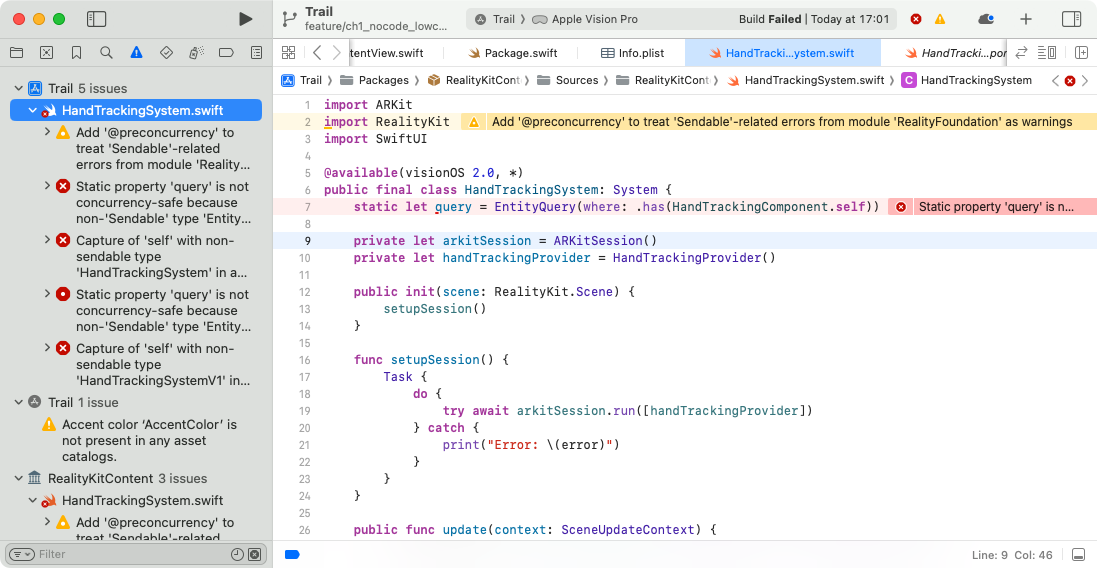 Trail
feature/ch1_nocode_lowc...
Trail
Apple Vision Pro
Build Failed | Today at 17:01
tentView.swift
Package.swift
Info.plist
HandTracki...ystem.swift
HandTracking...por
Trail 5 issues
HandTrackingSystem.swift
Add '@preconcurrency' to
treat 'Sendable'-related
errors from module 'Reality...
Static property 'query' is not
concurrency-safe because
non-'Sendable' type 'Entity...
Capture of 'self' with non-
sendable type
'HandTrackingSystem' in a...
Static property 'query' is not
concurrency-safe because
non-'Sendable' type 'Entity...
Capture of 'self' with non-
sendable type
'HandTrackingSystemV1' in...
Trail 1 issue
Accent color ‘AccentColor’ is
not present in any asset
catalogs.
RealityKitContent 3 issues
HandTrackingSystem.swift
Add '@preconcurrency' to
treat 'Sendable'-related
Filter
Trail
Packages
RealityKitCont
Sources
RealityKitCont
HandTrackingSystem.swift
C HandTrackingSystem
1 import ARKit
2 import RealityKit Add '@preconcurrency' to treat 'Sendable'-related errors from module 'RealityFoundation' as warnings
3 import SwiftUI
4
5 @available(visionOS 2.0, *)
6 public final class HandTrackingSystem: System {
7 static let query = EntityQuery(where: .has(HandTrackingComponent.self)) Static property 'query' is n...
8
9 private let arkitSession = ARKitSession()
10 private let handTrackingProvider = HandTrackingProvider()
11
12 public init(scene: RealityKit.Scene) {
13 setupSession()
14 }
15
16 func setupSession() {
17 Task {
18 do {
19 try await arkitSession.run([handTrackingProvider])
20 } catch {
21 print("Error: \(error)")
22 }
23 }
24 }
25
26 public func update(context: SceneUpdateContext) {
Line: 9 Col: 46